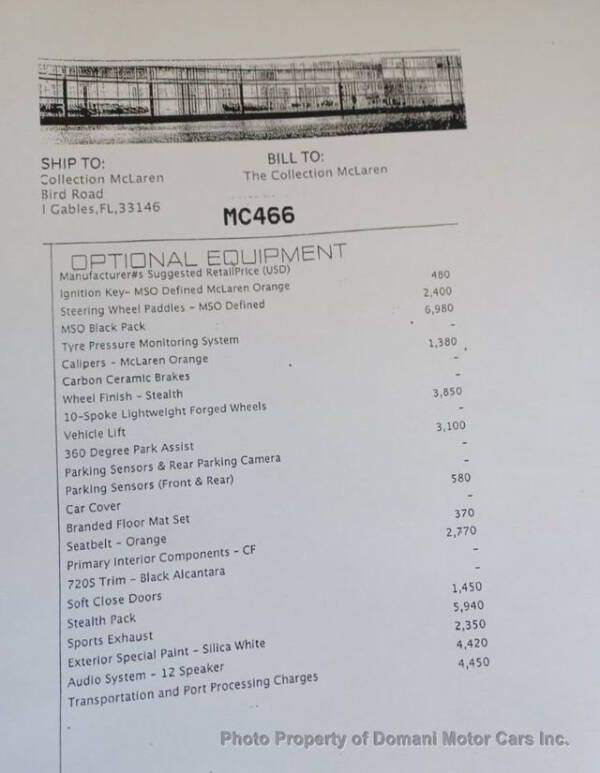 SHIP TO:
Collection McLaren
Bird Road
l Gables,FL,33146
BILL TO:
The Collection McLaren
MC466
OPTIONAL EQUIPMENT
Manufacturer#s Suggested RetailPrice (USD)
Ignition Key- MSO Defined McLaren Orange 480
Steering Wheel Paddles - MSO Defined 2,400
MSO Black Pack 6,980
Tyre Pressure Monitoring System -
Calipers - McLaren Orange 1,380
Carbon Ceramic Brakes -
Wheel Finish - Stealth -
10-Spoke Lightweight Forged Wheels 3,850
Vehicle Lift -
360 Degree Park Assist 3,100
Parking Sensors & Rear Parking Camera -
Parking Sensors (Front & Rear) -
Car Cover 580
Branded Floor Mat Set -
Seatbelt - Orange 370
Primary Interior Components - CF 2,770
720S Trim - Black Alcantara -
Soft Close Doors -
Stealth Pack 1,450
Sports Exhaust 5,940
Exterior Special Paint - Silica White 2,350
Audio System - 12 Speaker 4,420
Transportation and Port Processing Charges 4,450
Photo Property of Domani Motor Cars Inc.